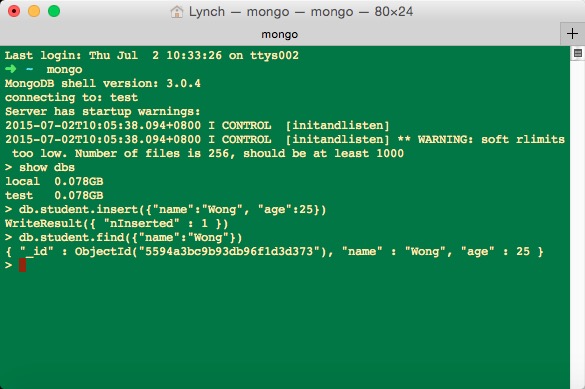 Lynch — mongo — mongo — 80×24
mongo
Last login: Thu Jul  2 10:33:26 on ttys002
➜  ~  mongo
MongoDB shell version: 3.0.4
connecting to: test
Server has startup warnings:
2015-07-02T10:05:38.094+0800 I CONTROL  [initandlisten]
2015-07-02T10:05:38.094+0800 I CONTROL  [initandlisten] ** WARNING: soft rlimits
 too low. Number of files is 256, should be at least 1000
> show dbs
local  0.078GB
test   0.078GB
> db.student.insert({"name":"Wong", "age":25})
WriteResult({ "nInserted" : 1 })
> db.student.find({"name":"Wong"})
{ "_id" : ObjectId("5594a3bc9b93db96f1d3d373"), "name" : "Wong", "age" : 25 }
>